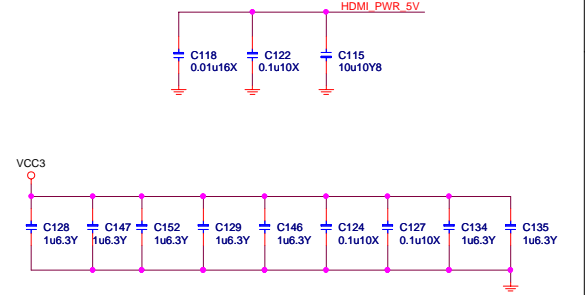 HDMI_PWR_5V
C118 C122 C115
0.01u16X 0.1u10X 10u10Y8
VCC3
C128 C147 C152 C129 C146 C124 C127 C134 C135
1u6.3Y 1u6.3Y 1u6.3Y 1u6.3Y 1u6.3Y 0.1u10X 0.1u10X 1u6.3Y 1u6.3Y